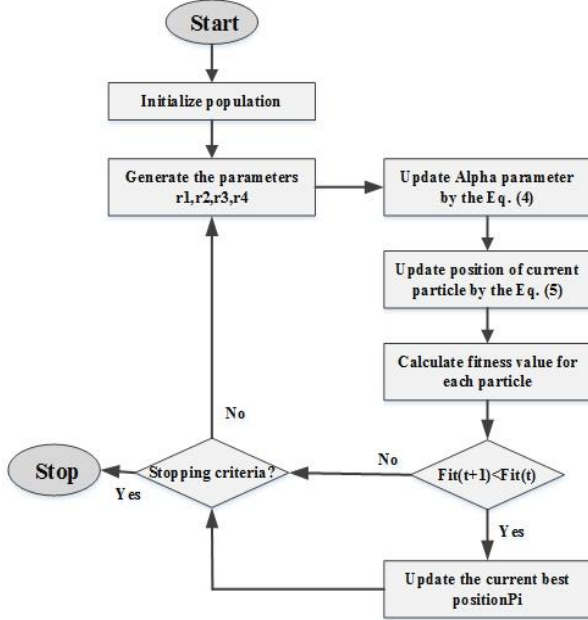 Start
Initialize population
Generate the parameters
r1,r2,r3,r4
Update Alpha parameter
by the Eq. (4)
Update position of current
particle by the Eq. (5)
Calculate fitness value for
each particle
Fit(t+1)<Fit(t)
No
Yes
Update the current best
positionPi
Stopping criteria?
No
Yes
Stop